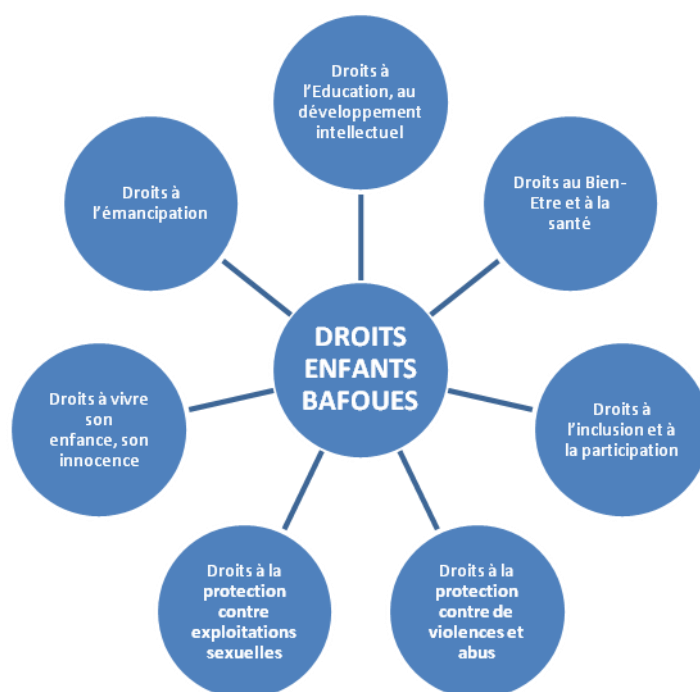 Droits à
l'Education, au
développement
intellectuel
Droits au Bien-
Etre et à la
santé
Droits à
l'inclusion et à
la participation
Droits à la
protection
contre de
violences et
abus
Droits à la
protection
contre
exploitations
sexuelles
Droits à vivre
son
enfance, son
innocence
Droits à
l'émancipation
DROITS
ENFANTS
BAFOUES